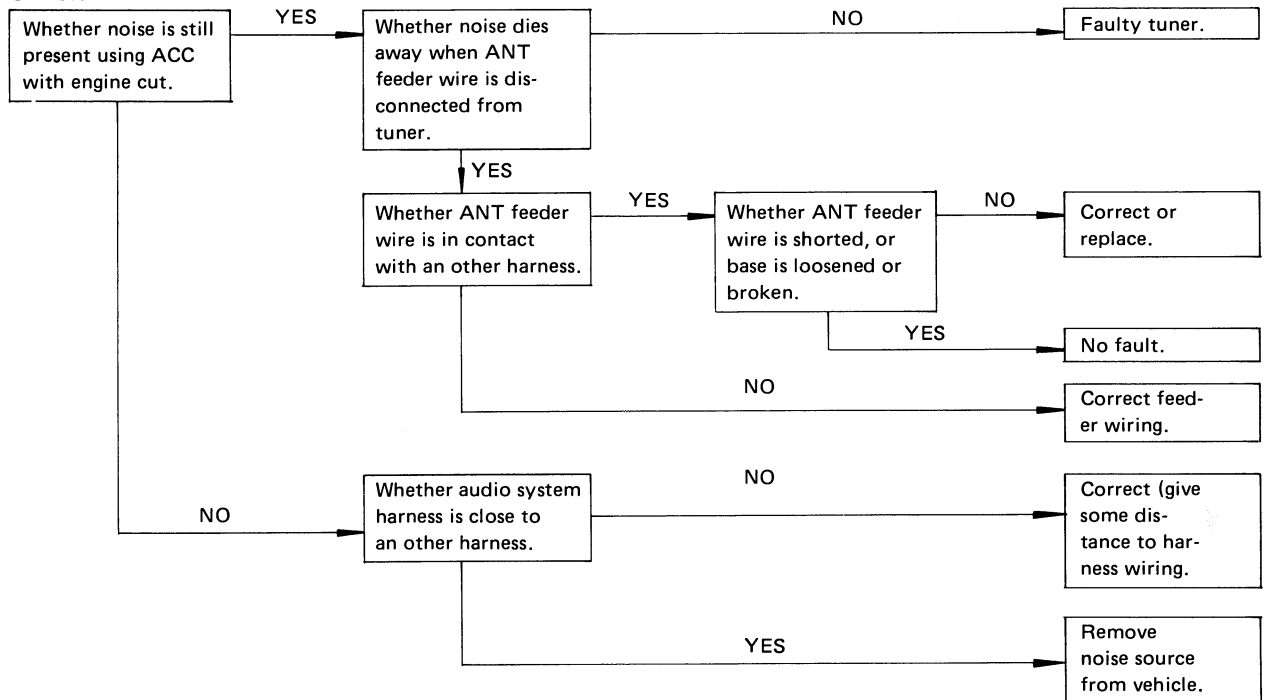 Whether noise is still
present using ACC
with engine cut.
YES
Whether noise dies
away when ANT
feeder wire is dis-
connected from
tuner.
NO
Faulty tuner.
YES
Whether ANT feeder
wire is in contact
with an other harness.
YES
Whether ANT feeder
wire is shorted, or
base is loosened or
broken.
NO
Correct or
replace.
YES
No fault.
NO
Correct feed-
er wiring.
NO
Whether audio system
harness is close to
an other harness.
NO
Correct (give
some dis-
tance to har-
ness wiring.
YES
Remove
noise source
from vehicle.